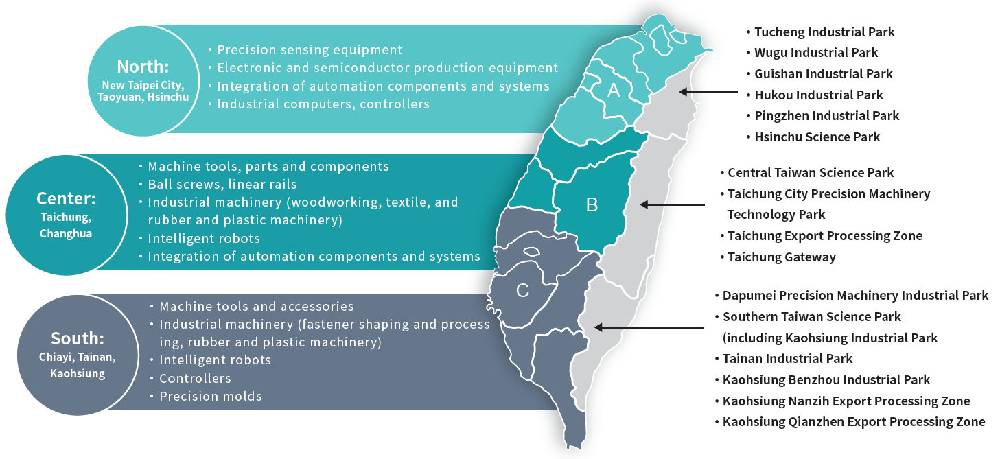 North:
New Taipei City,
Taoyuan, Hsinchu
・Precision sensing equipment
・Electronic and semiconductor production equipment
・Integration of automation components and systems
・Industrial computers, controllers
A
• Tucheng Industrial Park
• Wugu Industrial Park
• Guishan Industrial Park
• Hukou Industrial Park
• Pingzhen Industrial Park
• Hsinchu Science Park
Center:
Taichung,
Changhua
・Machine tools, parts and components
・Ball screws, linear rails
・Industrial machinery (woodworking, textile, and
rubber and plastic machinery)
・Intelligent robots
・Integration of automation components and systems
B
• Central Taiwan Science Park
• Taichung City Precision Machinery
Technology Park
• Taichung Export Processing Zone
• Taichung Gateway
South:
Chiayi, Tainan,
Kaohsiung
・Machine tools and accessories
・Industrial machinery (fastener shaping and process
ing, rubber and plastic machinery)
・Intelligent robots
・Controllers
・Precision molds
C
• Dapumei Precision Machinery Industrial Park
• Southern Taiwan Science Park
(including Kaohsiung Industrial Park
• Tainan Industrial Park
• Kaohsiung Benzhou Industrial Park
• Kaohsiung Nanzih Export Processing Zone
• Kaohsiung Qianzhen Export Processing Zone